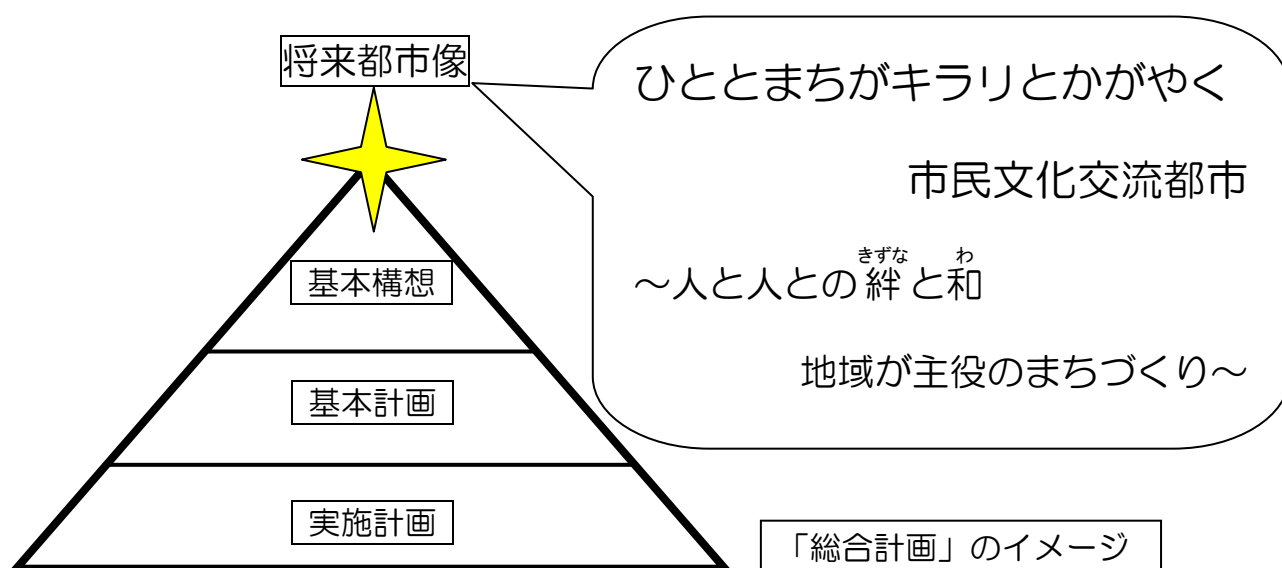 将来都市像
ひととまちがキラリとかがやく
市民文化交流都市
~人と人との絆と和
きずな わ
地域が主役のまちづくり~
基本構想
基本計画
実施計画
「総合計画」のイメージ